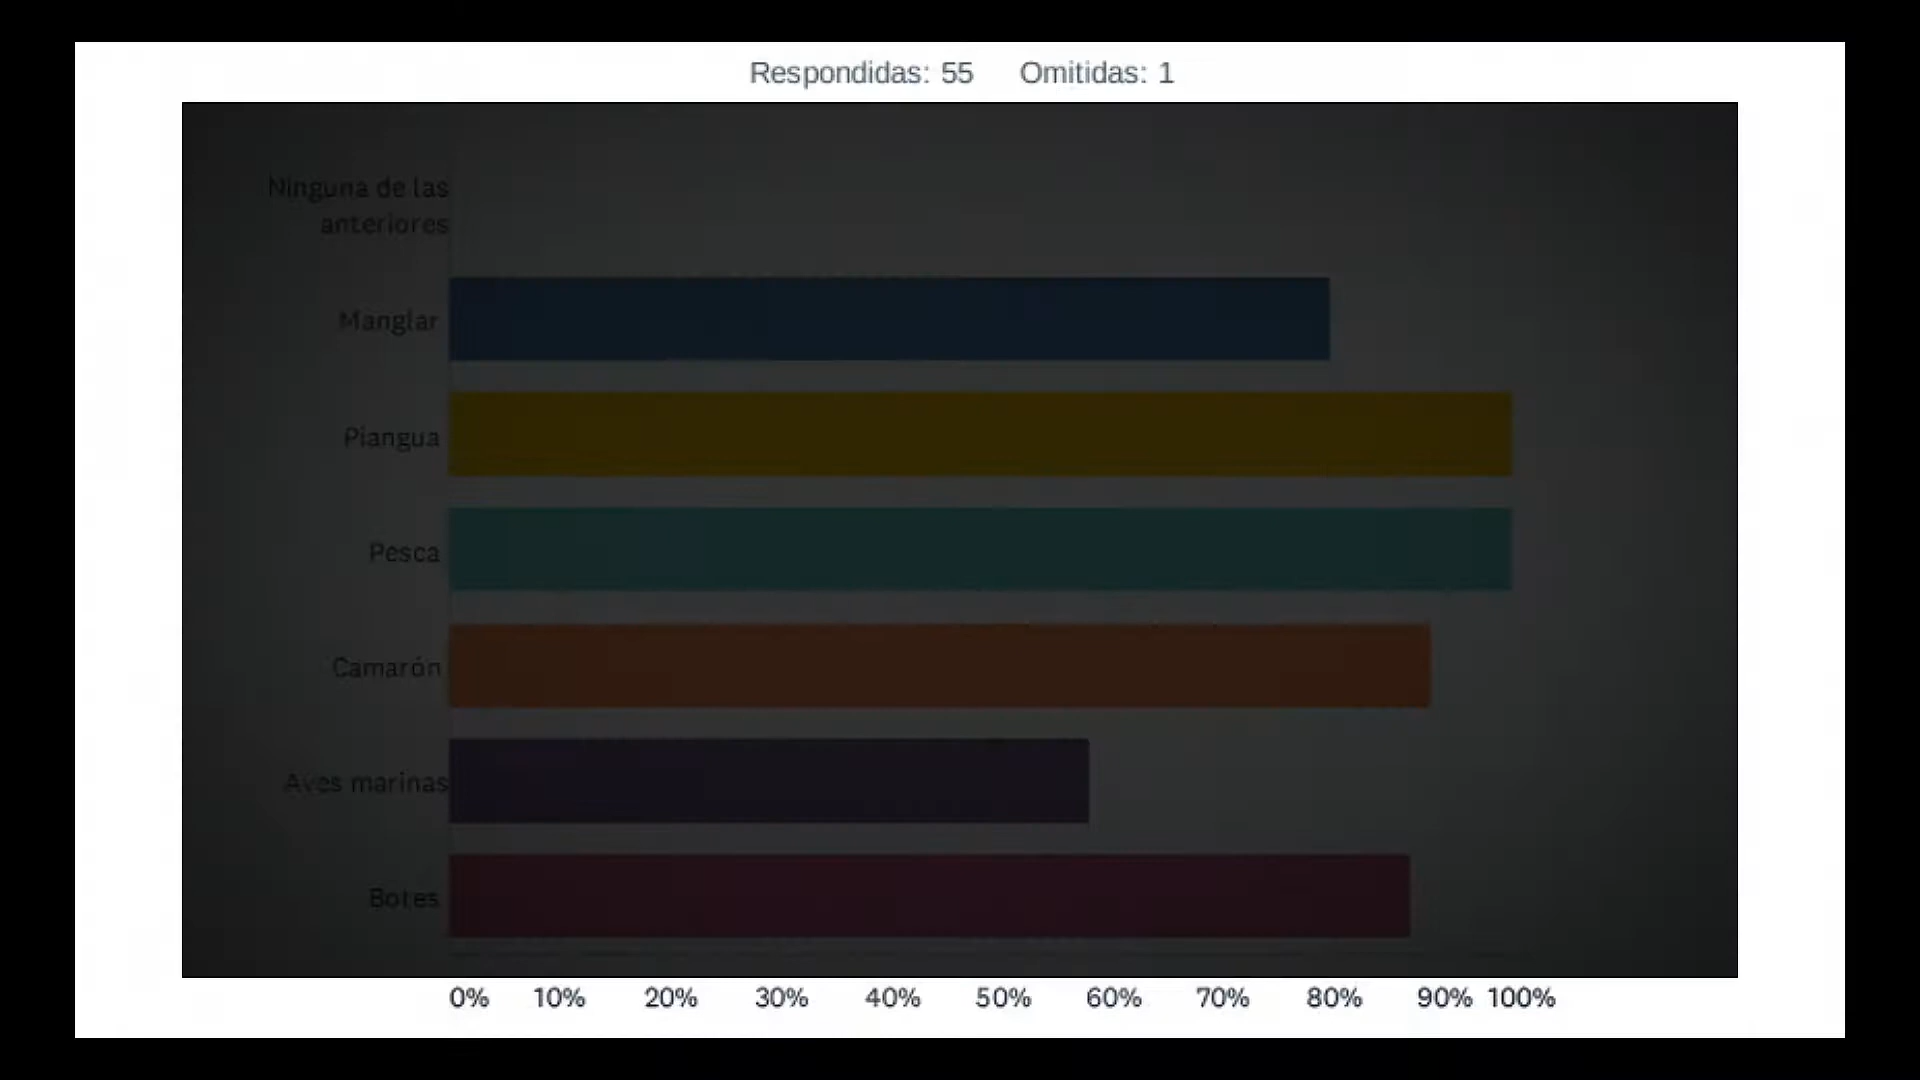 Respondidas: 55 Omitidas: 1
Ninguna de las
anteriores
Manglar
Piangua
Pesca
Camarón
Aves marinas
Botes
0% 10% 20% 30% 40% 50% 60% 70% 80% 90% 100%